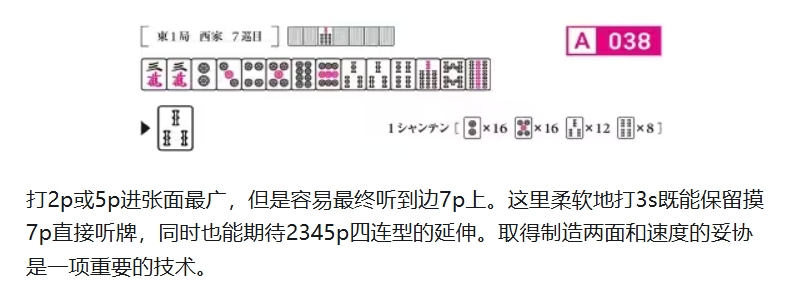 [ 東1局 西家 7巡目 ]
A 038
三萬 三萬
▶ 1シャンテン [ ×16 ×16 ×12 ×8 ]
打2p或5p进张面最广，但是容易最终听到边7p上。这里柔软地打3s既能保留摸
7p直接听牌，同时也能期待2345p四连型的延伸。取得制造两面和速度的妥协
是一项重要的技术。